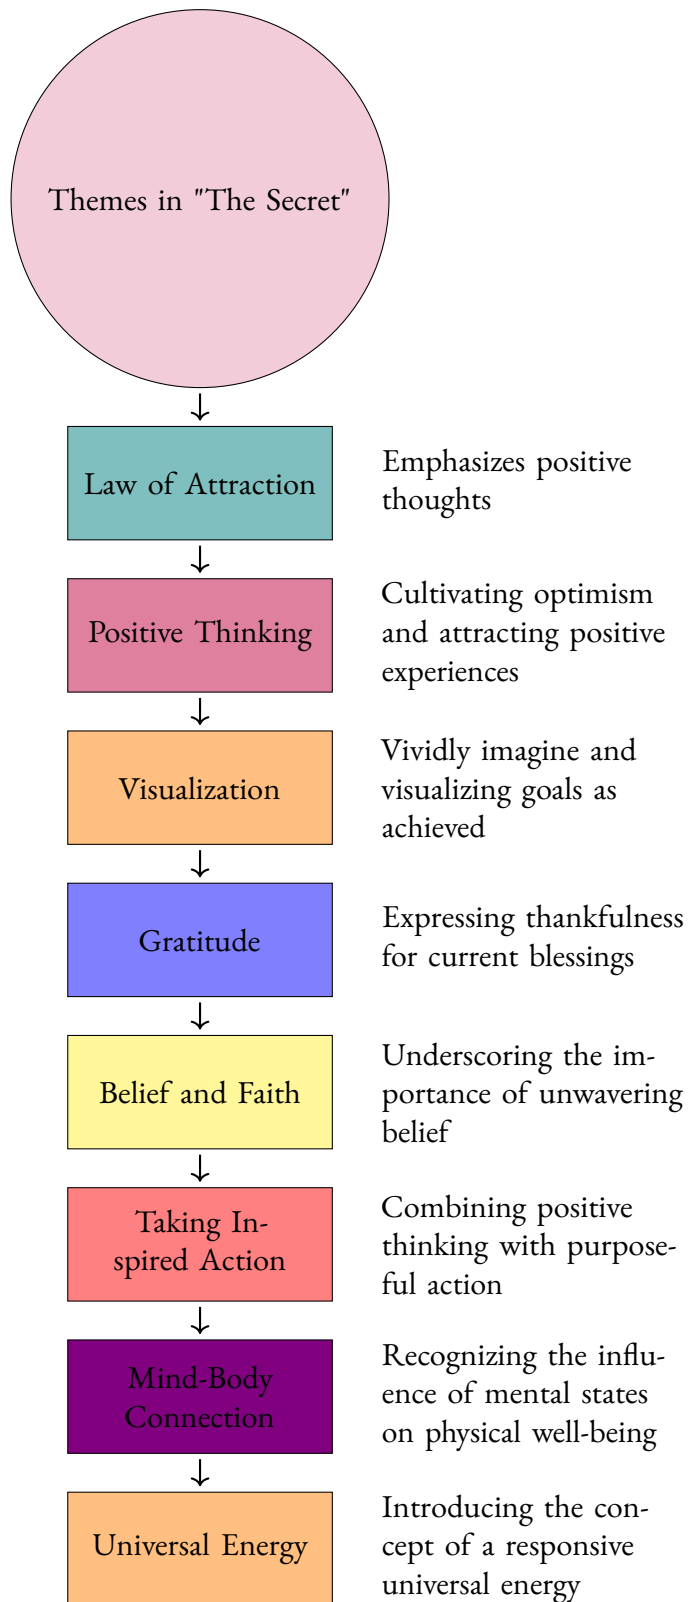 Themes in "The Secret"
Law of Attraction
Emphasizes positive
thoughts
Positive Thinking
Cultivating optimism
and attracting positive
experiences
Visualization
Vividly imagine and
visualizing goals as
achieved
Gratitude
Expressing thankfulness
for current blessings
Belief and Faith
Underscoring the im-
portance of unwavering
belief
Taking In-
spired Action
Combining positive
thinking with purpose-
ful action
Mind-Body
Connection
Recognizing the influ-
ence of mental states
on physical well-being
Universal Energy
Introducing the con-
cept of a responsive
universal energy